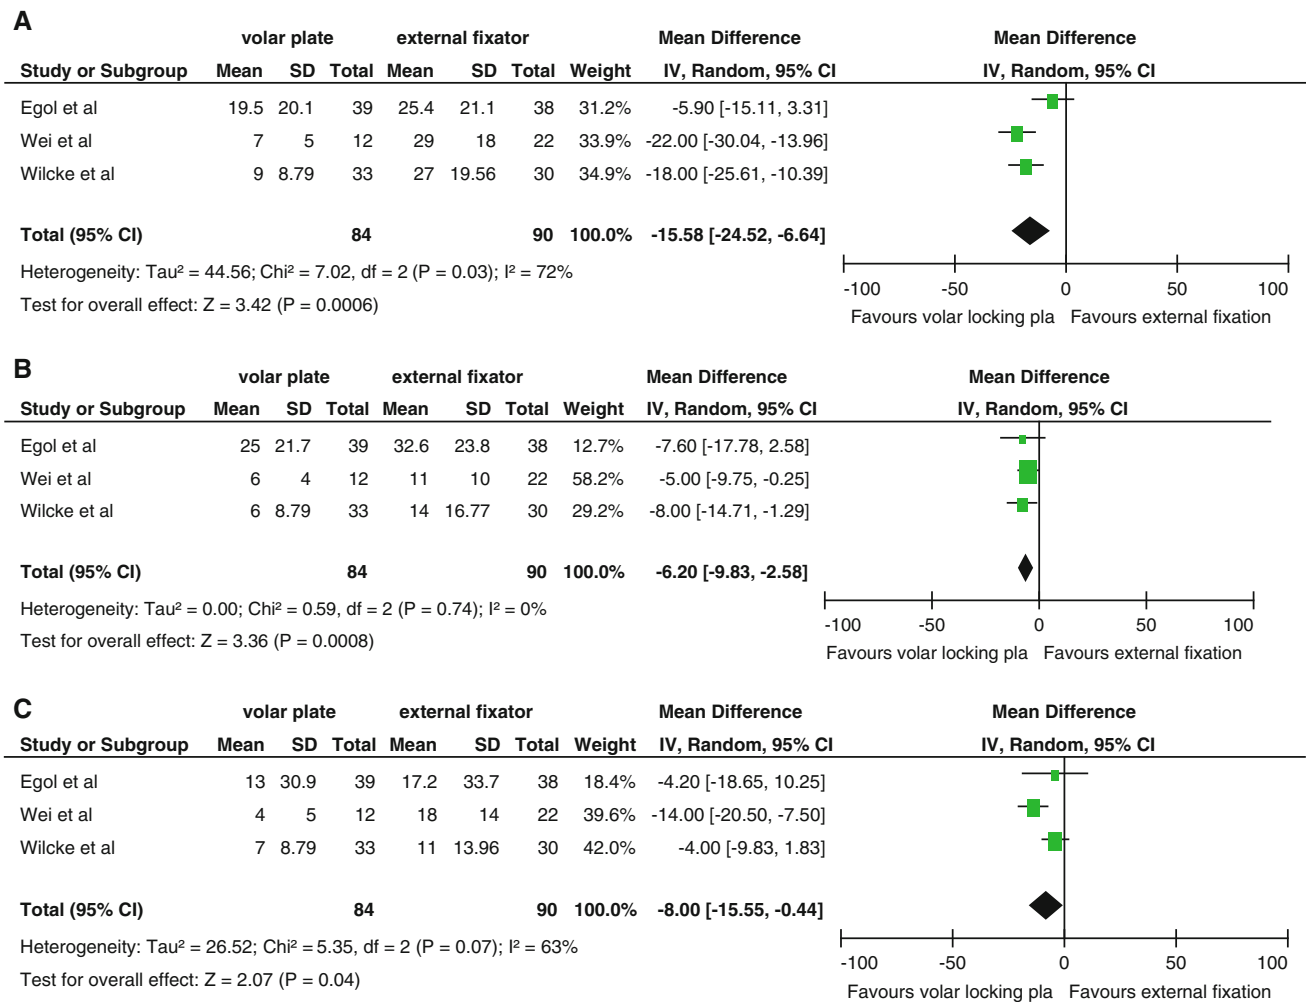 A
volar plate external fixator Mean Difference Mean Difference
Study or Subgroup Mean SD Total Mean SD Total Weight IV, Random, 95% CI IV, Random, 95% CI
Egol et al 19.5 20.1 39 25.4 21.1 38 31.2% -5.90 [-15.11, 3.31]
Wei et al 7 5 12 29 18 22 33.9% -22.00 [-30.04, -13.96]
Wilcke et al 9 8.79 33 27 19.56 30 34.9% -18.00 [-25.61, -10.39]
Total (95% CI) 84 90 100.0% -15.58 [-24.52, -6.64]
Heterogeneity: Tau² = 44.56; Chi² = 7.02, df = 2 (P = 0.03); I² = 72%
Test for overall effect: Z = 3.42 (P = 0.0006)
-100 -50 0 50 100
Favours volar locking pla Favours external fixation
B
volar plate external fixator Mean Difference Mean Difference
Study or Subgroup Mean SD Total Mean SD Total Weight IV, Random, 95% CI IV, Random, 95% CI
Egol et al 25 21.7 39 32.6 23.8 38 12.7% -7.60 [-17.78, 2.58]
Wei et al 6 4 12 11 10 22 58.2% -5.00 [-9.75, -0.25]
Wilcke et al 6 8.79 33 14 16.77 30 29.2% -8.00 [-14.71, -1.29]
Total (95% CI) 84 90 100.0% -6.20 [-9.83, -2.58]
Heterogeneity: Tau² = 0.00; Chi² = 0.59, df = 2 (P = 0.74); I² = 0%
Test for overall effect: Z = 3.36 (P = 0.0008)
-100 -50 0 50 100
Favours volar locking pla Favours external fixation
C
volar plate external fixator Mean Difference Mean Difference
Study or Subgroup Mean SD Total Mean SD Total Weight IV, Random, 95% CI IV, Random, 95% CI
Egol et al 13 30.9 39 17.2 33.7 38 18.4% -4.20 [-18.65, 10.25]
Wei et al 4 5 12 18 14 22 39.6% -14.00 [-20.50, -7.50]
Wilcke et al 7 8.79 33 11 13.96 30 42.0% -4.00 [-9.83, 1.83]
Total (95% CI) 84 90 100.0% -8.00 [-15.55, -0.44]
Heterogeneity: Tau² = 26.52; Chi² = 5.35, df = 2 (P = 0.07); I² = 63%
Test for overall effect: Z = 2.07 (P = 0.04)
-100 -50 0 50 100
Favours volar locking pla Favours external fixation